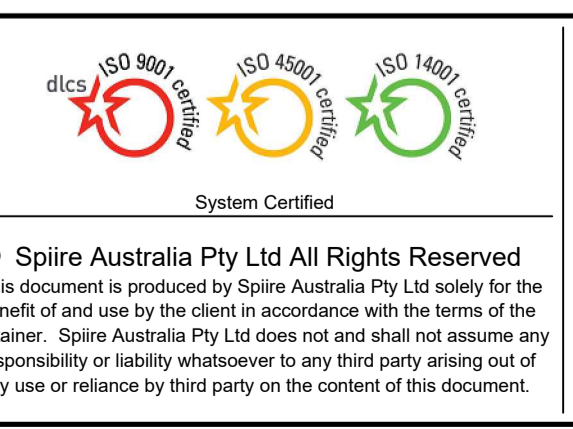 dlcs ISO 9001 certified ISO 45001 certified ISO 14001 certified
System Certified
Spiire Australia Pty Ltd All Rights Reserved
is document is produced by Spiire Australia Pty Ltd solely for the
nefit of and use by the client in accordance with the terms of the
tainer. Spiire Australia Pty Ltd does not and shall not assume any
sponsibility or liability whatsoever to any third party arising out of
y use or reliance by third party on the content of this document.